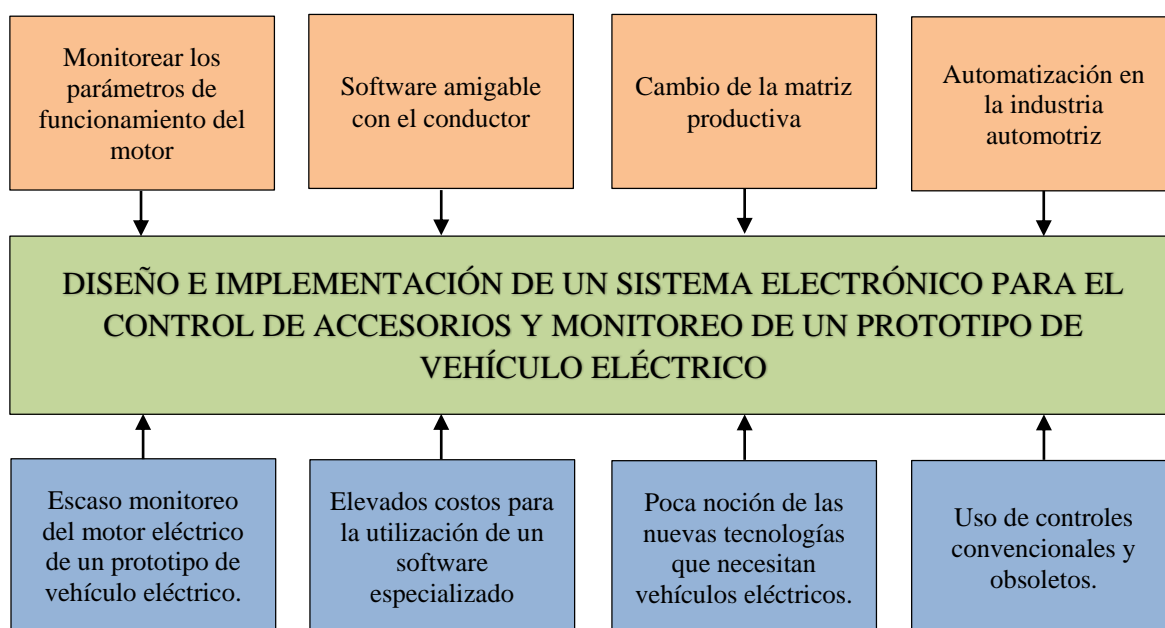 Monitorear los
parámetros de
funcionamiento del
motor
Software amigable
con el conductor
Cambio de la matriz
productiva
Automatización en
la industria
automotriz
DISEÑO E IMPLEMENTACIÓN DE UN SISTEMA ELECTRÓNICO PARA EL
CONTROL DE ACCESORIOS Y MONITOREO DE UN PROTOTIPO DE
VEHÍCULO ELÉCTRICO
Escaso monitoreo
del motor eléctrico
de un prototipo de
vehículo eléctrico.
Elevados costos para
la utilización de un
software
especializado
Poca noción de las
nuevas tecnologías
que necesitan
vehículos eléctricos.
Uso de controles
convencionales y
obsoletos.